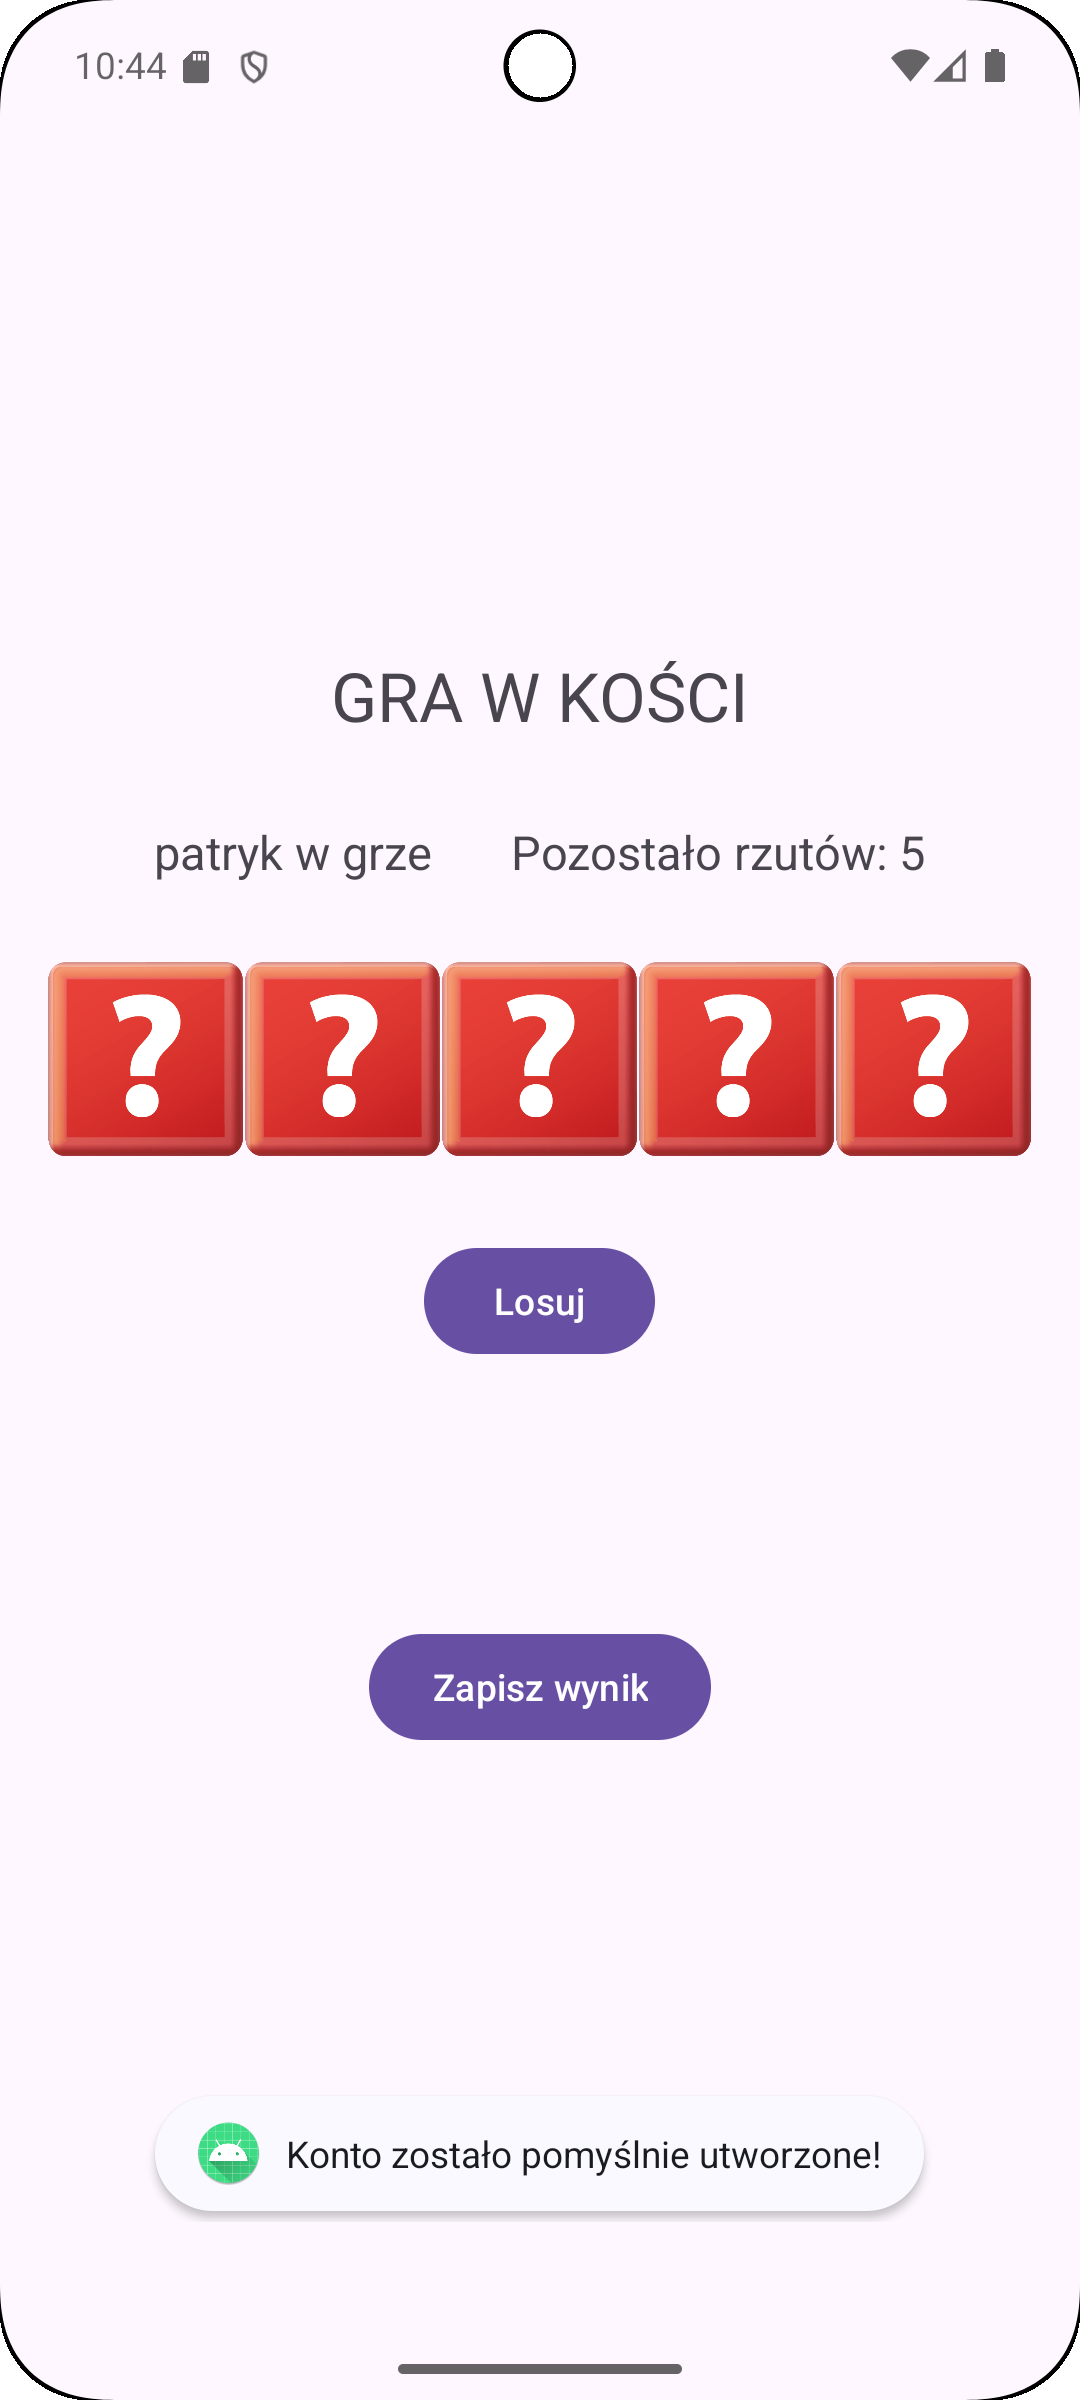 10:44
GRA W KOŚCI
patryk w grze Pozostało rzutów: 5
? ? ? ? ?
Losuj
Zapisz wynik
Konto zostało pomyślnie utworzone!